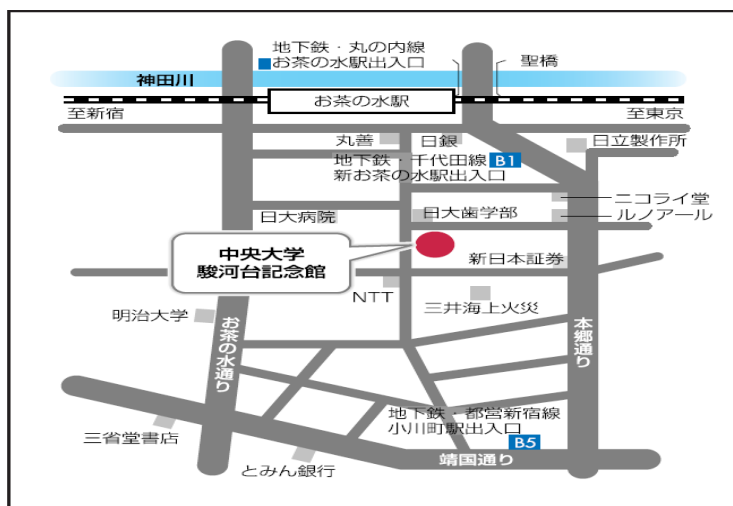 地下鉄・丸の内線
お茶の水駅出入口
聖橋
神田川
お茶の水駅
至新宿
至東京
丸善
日銀
日立製作所
地下鉄・千代田線 B1
新お茶の水駅出入口
ニコライ堂
日大病院
日大歯学部
ルノアール
中央大学
駿河台記念館
新日本証券
NTT
三井海上火災
明治大学
お茶の水通り
本郷通り
地下鉄・都営新宿線
小川町駅出入口
B5
三省堂書店
とみん銀行
靖国通り